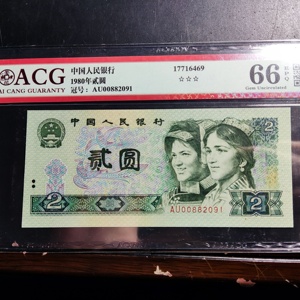 ACG
AI CANG GUARANTY
中国人民银行
1980年贰圆
冠号：AU00882091
17716469
☆☆☆
66
Gem Uncirculated
中国人民银行
2
贰圆
AU00882091
2
2